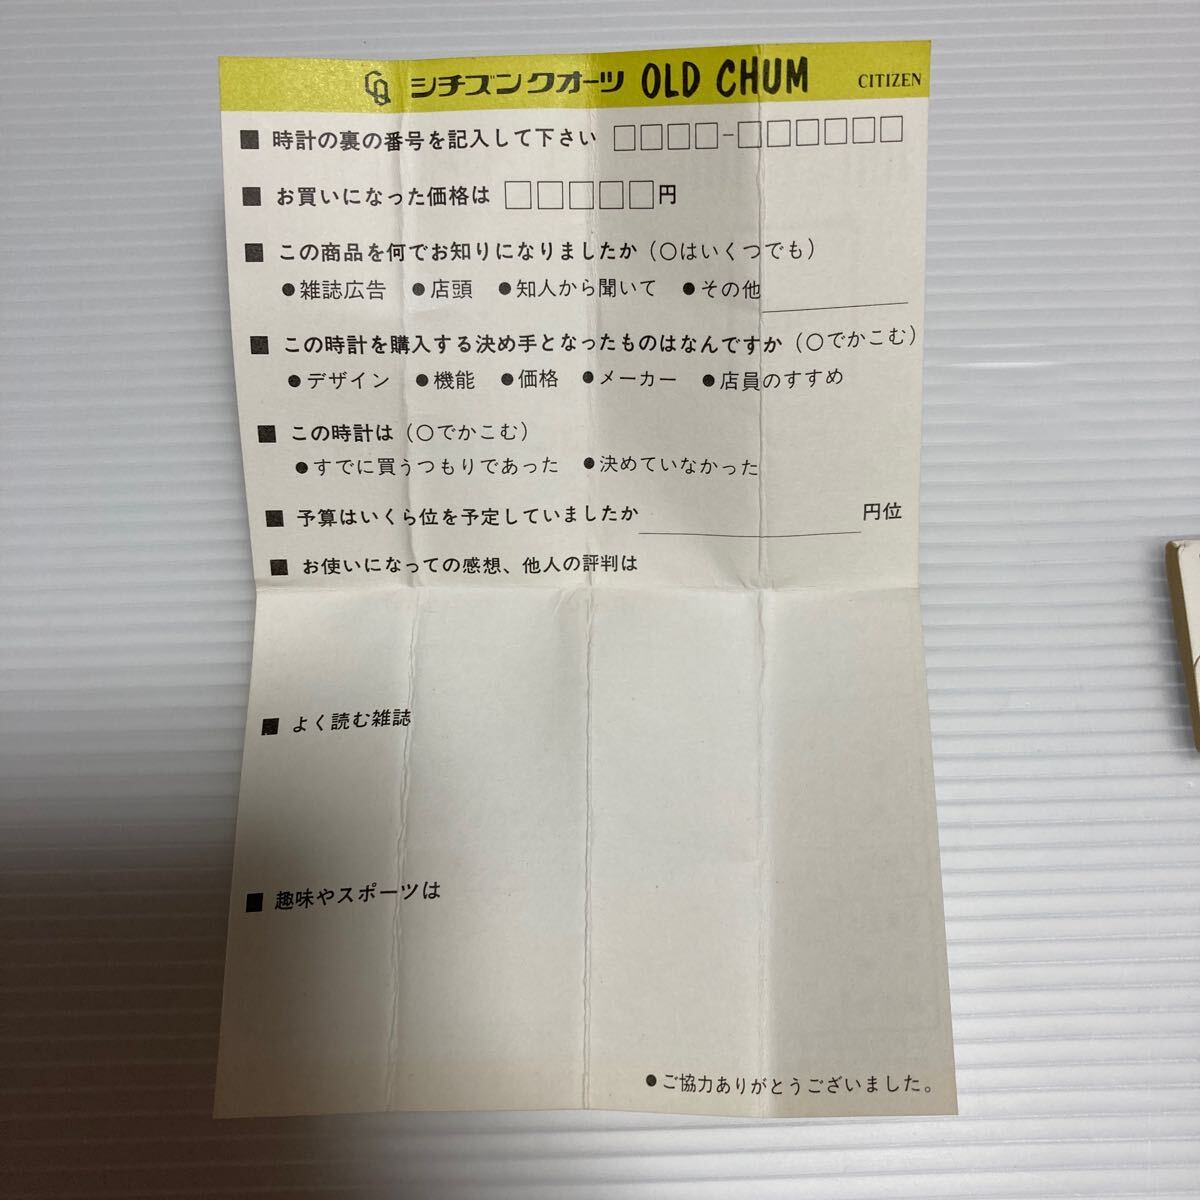 CQ シチズンクオーツ OLD CHUM CITIZEN
■ 時計の裏の番号を記入して下さい □□□□-□□□□□□
■ お買いになった価格は □□□□□円
■ この商品を何でお知りになりましたか（○はいくつでも）
●雑誌広告 ●店頭 ●知人から聞いて ●その他
■ この時計を購入する決め手となったものはなんですか（○でかこむ）
●デザイン ●機能 ●価格 ●メーカー ●店員のすすめ
■ この時計は（○でかこむ）
●すでに買うつもりであった ●決めていなかった
■ 予算はいくら位を予定していましたか 円位
■ お使いになっての感想、他人の評判は
■ よく読む雑誌
■ 趣味やスポーツは
●ご協力ありがとうございました。